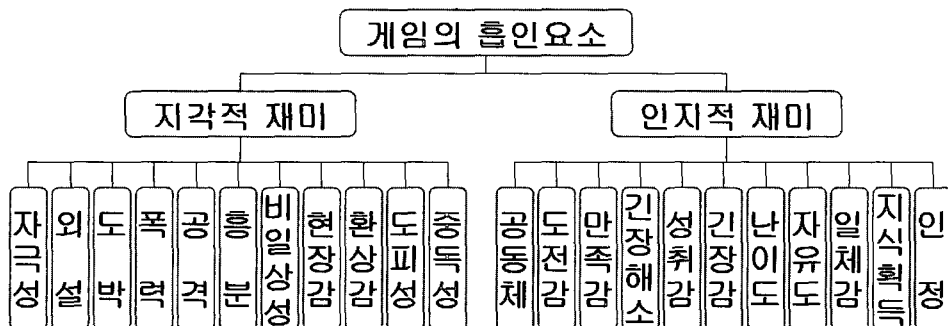 게임의 흡인요소
지각적 재미
인지적 재미
자극성
외설
도박
폭력
공격
흥분
비일상성
현장감
환상감
도피성
중독성
공동체
도전감
만족감
긴장해소
성취감
긴장감
난이도
자유도
일체감
지식획득
인정